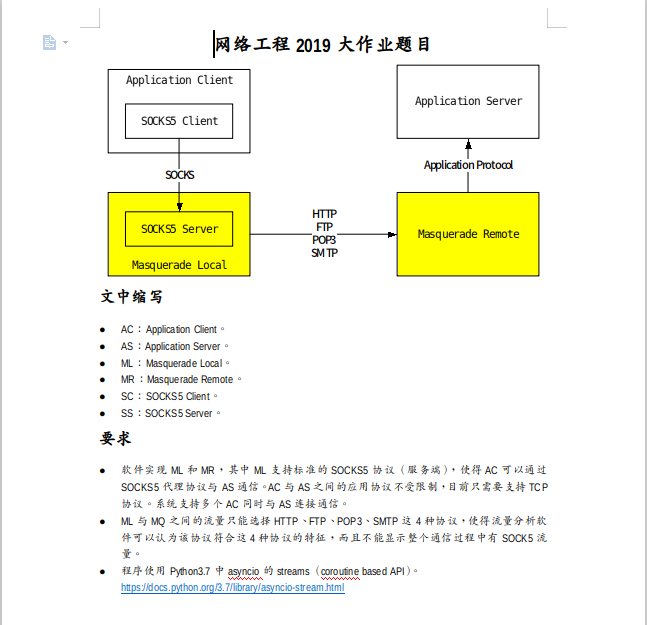 网络工程 2019 大作业题目
Application Client
SOCKS5 Client
Application Server
SOCKS
Application Protocol
SOCKS5 Server
Masquerade Local
HTTP
FTP
POP3
SMTP
Masquerade Remote
文中缩写
● AC：Application Client。
● AS：Application Server。
● ML：Masquerade Local。
● MR：Masquerade Remote 。
● SC：SOCKS5 Client。
● SS：SOCKS5 Server。
要求
● 软件实现 ML 和 MR，其中 ML 支持标准的 SOCKS5 协议（服务端），使得 AC 可以通过
SOCKS5 代理协议与 AS 通信。AC 与 AS 之间的应用协议不受限制，目前只需要支持 TCP
协议。系统支持多个 AC 同时与 AS 连接通信。
● ML 与 MQ 之间的流量只能选择 HTTP、FTP、POP3、SMTP 这 4 种协议，使得流量分析软
件可以认为该协议符合这 4 种协议的特征，而且不能显示整个通信过程中有 SOCK5 流
量。
● 程序使用 Python3.7 中 asyncio 的 streams（coroutine based API）。
https://docs.python.org/3.7/library/asyncio-stream.html